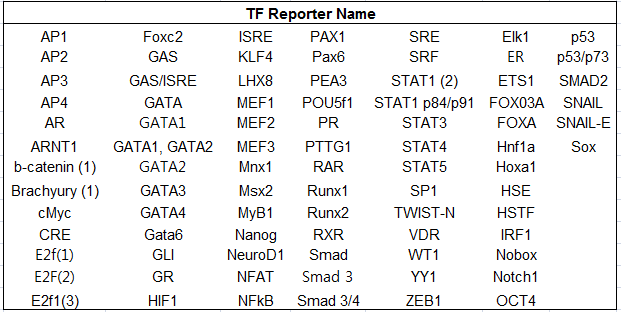 TF Reporter Name
AP1 Foxc2 ISRE PAX1 SRE Elk1 p53
AP2 GAS KLF4 Pax6 SRF ER p53/p73
AP3 GAS/ISRE LHX8 PEA3 STAT1 (2) ETS1 SMAD2
AP4 GATA MEF1 POU5f1 STAT1 p84/p91 FOX03A SNAIL
AR GATA1 MEF2 PR STAT3 FOXA SNAIL-E
ARNT1 GATA1, GATA2 MEF3 PTTG1 STAT4 Hnf1a Sox
b-catenin (1) GATA2 Mnx1 RAR STAT5 Hoxa1
Brachyury (1) GATA3 Msx2 Runx1 SP1 HSE
cMyc GATA4 MyB1 Runx2 TWIST-N HSTF
CRE Gata6 Nanog RXR VDR IRF1
E2f(1) GLI NeuroD1 Smad WT1 Nobox
E2F(2) GR NFAT Smad 3 YY1 Notch1
E2f1(3) HIF1 NFkB Smad 3/4 ZEB1 OCT4